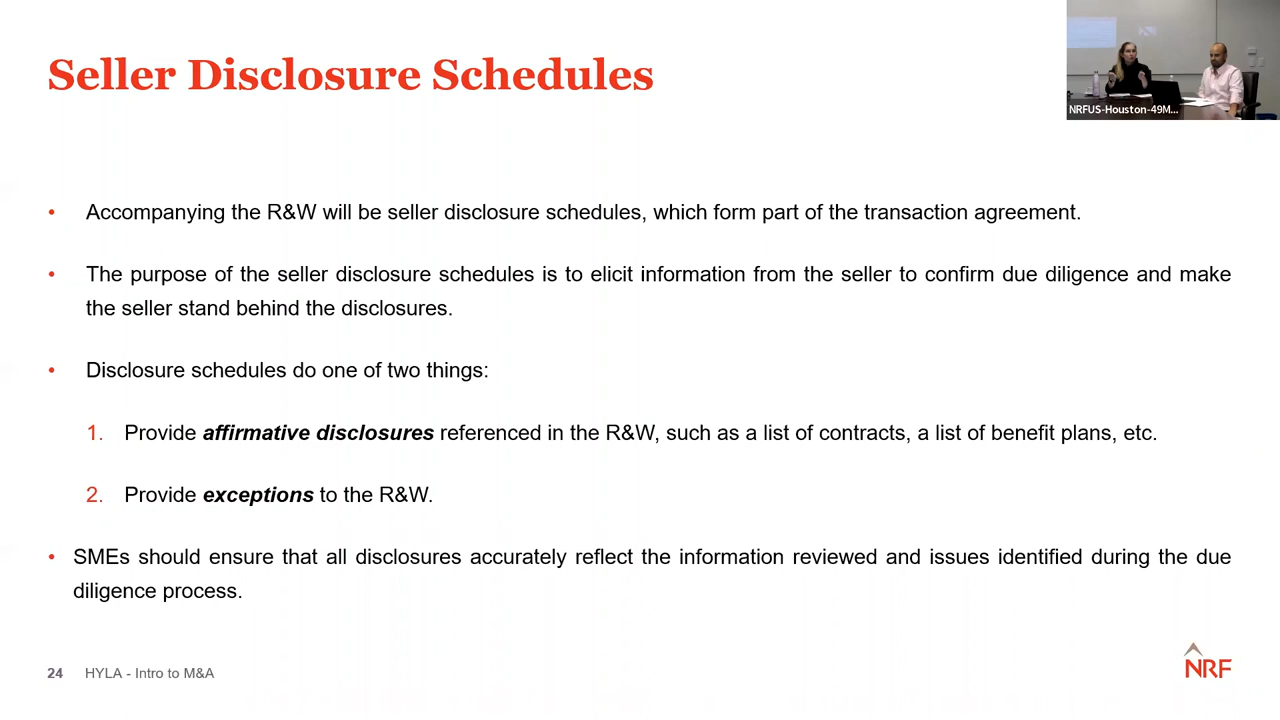 Seller Disclosure Schedules
NRFUS-Houston-49M...
• Accompanying the R&W will be seller disclosure schedules, which form part of the transaction agreement.
• The purpose of the seller disclosure schedules is to elicit information from the seller to confirm due diligence and make
the seller stand behind the disclosures.
• Disclosure schedules do one of two things:
1. Provide affirmative disclosures referenced in the R&W, such as a list of contracts, a list of benefit plans, etc.
2. Provide exceptions to the R&W.
• SMEs should ensure that all disclosures accurately reflect the information reviewed and issues identified during the due
diligence process.
24 HYLA - Intro to M&A
NRF